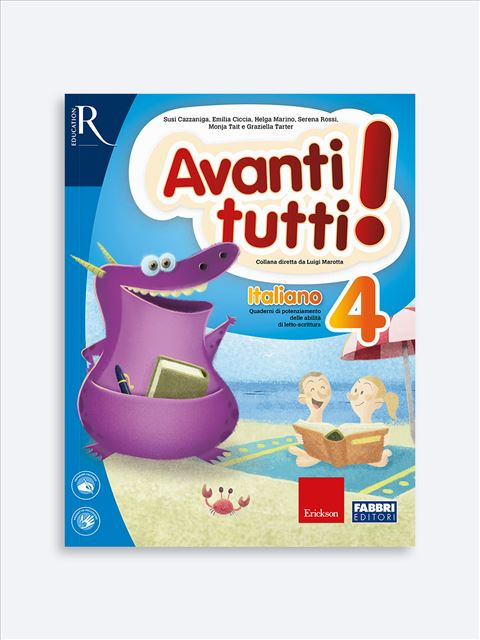 EDUCATION
R
Susi Cazzaniga, Emilia Ciccia, Helga Marino, Serena Rossi,
Monja Tait e Graziella Tarter
Avanti
tutti!
Collana diretta da Luigi Marotta
Italiano 4
Quaderni di potenziamento
delle abilità
di letto-scrittura
Erickson
FABBRI
EDITORI